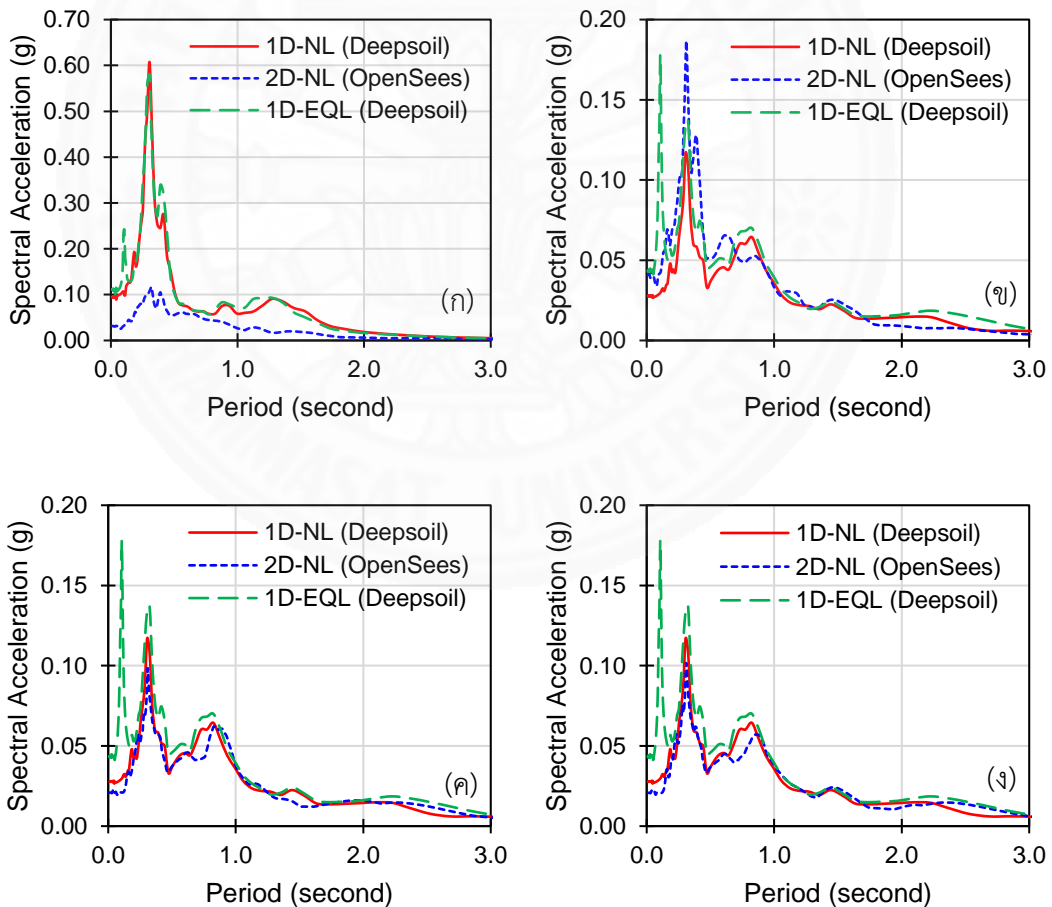 Spectral Acceleration (g)
0.70
0.60
0.50
0.40
0.30
0.20
0.10
0.00
1D-NL (Deepsoil)
2D-NL (OpenSees)
1D-EQL (Deepsoil)
(ก)
0.0 1.0 2.0 3.0
Period (second)
Spectral Acceleration (g)
0.20
0.15
0.10
0.05
0.00
1D-NL (Deepsoil)
2D-NL (OpenSees)
1D-EQL (Deepsoil)
(ข)
0.0 1.0 2.0 3.0
Period (second)
Spectral Acceleration (g)
0.20
0.15
0.10
0.05
0.00
1D-NL (Deepsoil)
2D-NL (OpenSees)
1D-EQL (Deepsoil)
(ค)
0.0 1.0 2.0 3.0
Period (second)
Spectral Acceleration (g)
0.20
0.15
0.10
0.05
0.00
1D-NL (Deepsoil)
2D-NL (OpenSees)
1D-EQL (Deepsoil)
(ง)
0.0 1.0 2.0 3.0
Period (second)